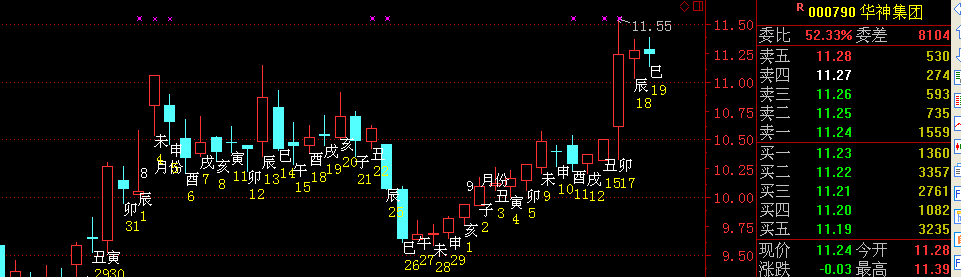 R 000790 华神集团
委比 52.33% 委差 8104
卖五 11.28 530
卖四 11.27 274
卖三 11.26 593
卖二 11.25 735
卖一 11.24 1559
买一 11.23 1360
买二 11.22 3357
买三 11.21 2761
买四 11.20 1082
买五 11.19 3235
现价 11.24 今开 11.28
涨跌 -0.03 最高 11.39
11.50
11.25
11.00
10.75
10.50
10.25
10.00
9.75
9.50
11.55
丑 寅
29 30
卯
31
8 月份
辰
1
未
4
申
酉
6
戌
7
亥
8
寅
11
卯
12
辰
13
巳
14
午
15
酉
18
戌
19
亥
20
子
21
丑
辰
25
巳
26
午
27
未
28
申
29
亥
1
9 月份
子
2
丑
3
寅
4
卯
5
未
9
申
10
酉
11
戌
12
丑
15
卯
17
辰
18
巳
19